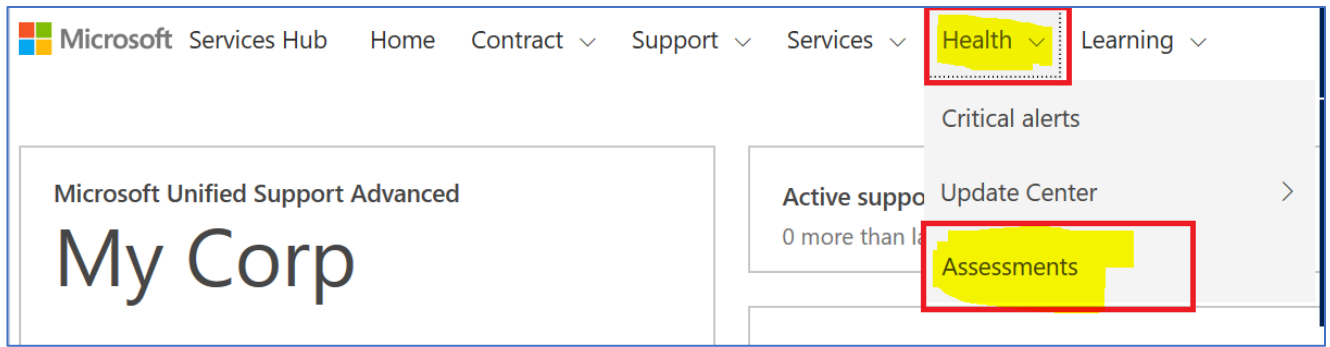 Microsoft Services Hub Home Contract Support Services Health Learning
Critical alerts
Microsoft Unified Support Advanced
Active suppo
Update Center
My Corp
0 more than la
Assessments